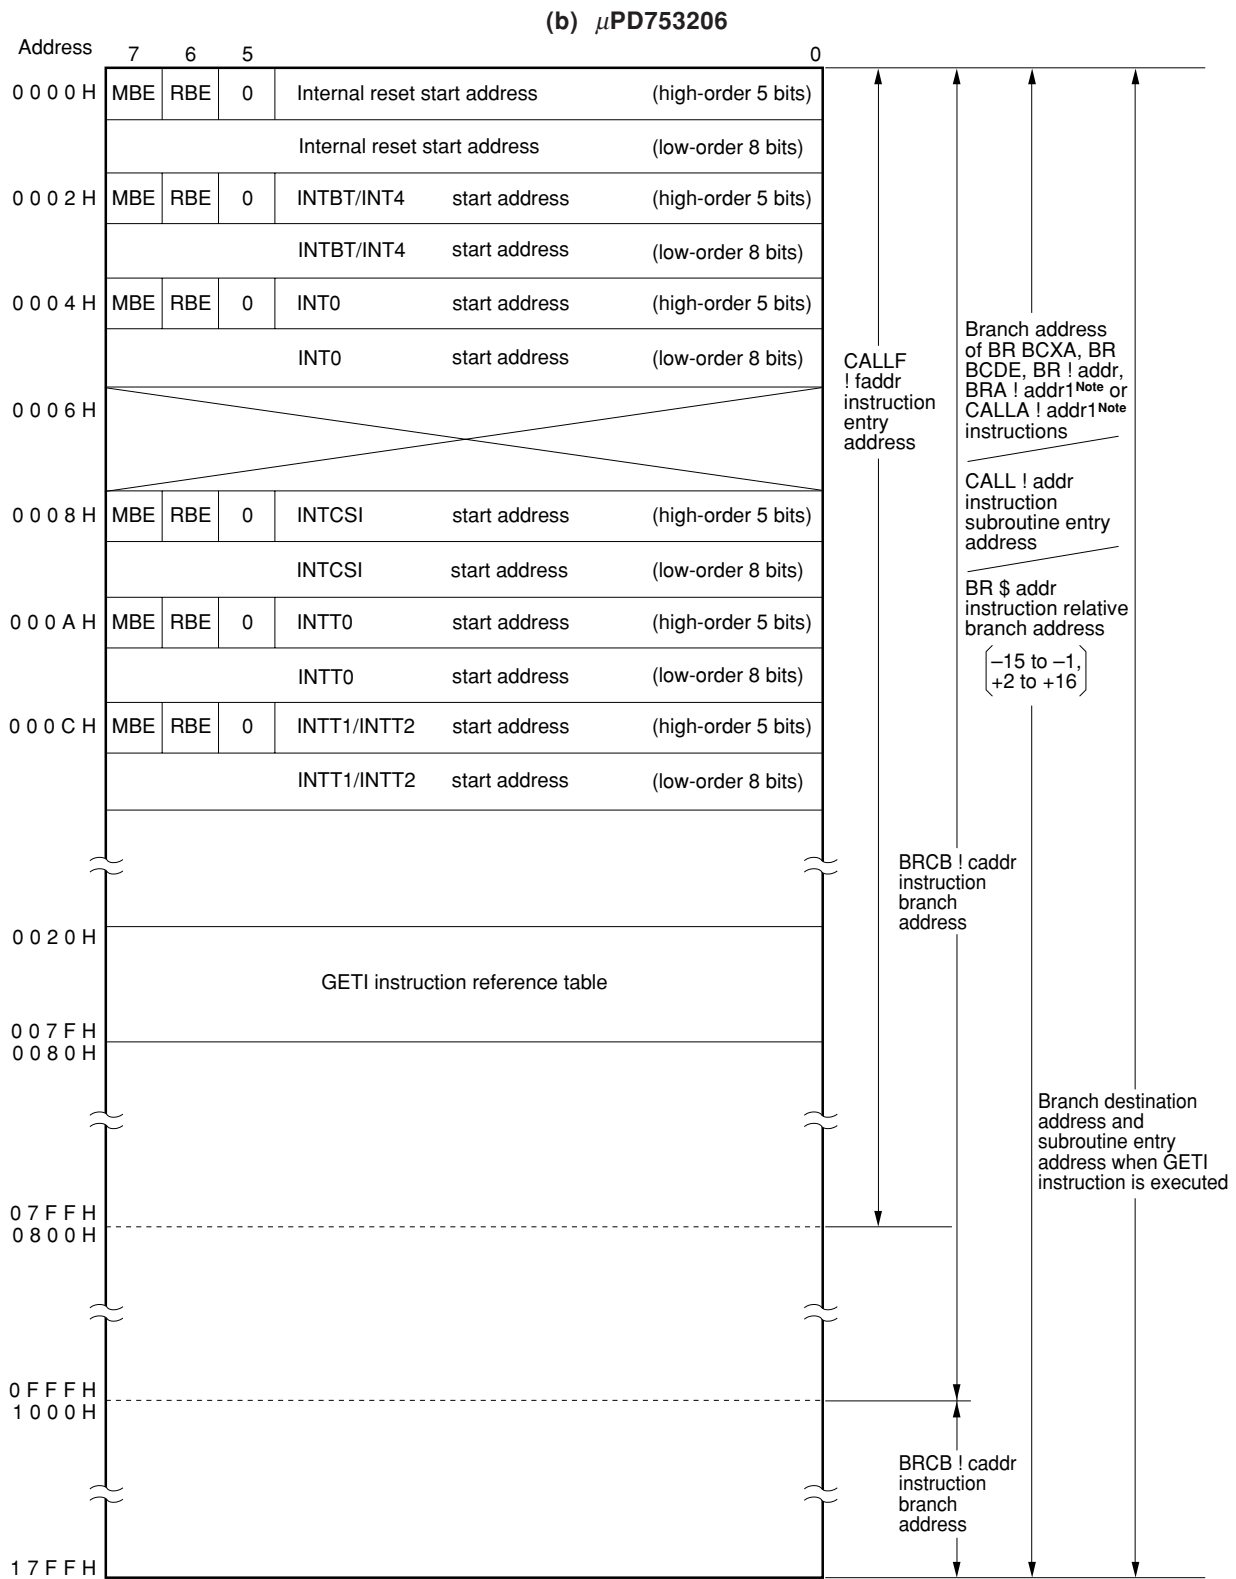 (b) μPD753206
Address 7 6 5 0
0000H MBE RBE 0 Internal reset start address (high-order 5 bits)
Internal reset start address (low-order 8 bits)
0002H MBE RBE 0 INTBT/INT4 start address (high-order 5 bits)
INTBT/INT4 start address (low-order 8 bits)
0004H MBE RBE 0 INT0 start address (high-order 5 bits)
INT0 start address (low-order 8 bits)
0006H
0008H MBE RBE 0 INTCSI start address (high-order 5 bits)
INTCSI start address (low-order 8 bits)
000AH MBE RBE 0 INTT0 start address (high-order 5 bits)
INTT0 start address (low-order 8 bits)
000CH MBE RBE 0 INTT1/INTT2 start address (high-order 5 bits)
INTT1/INTT2 start address (low-order 8 bits)
0020H
GETI instruction reference table
007FH
0080H
07FFH
0800H
0FFFH
1000H
17FFH
CALLF
! faddr
instruction
entry
address
BRCB ! caddr
instruction
branch
address
BRCB ! caddr
instruction
branch
address
Branch address
of BR BCXA, BR
BCDE, BR ! addr,
BRA ! addr1Note or
CALLA ! addr1Note
instructions
CALL ! addr
instruction
subroutine entry
address
BR $ addr
instruction relative
branch address
–15 to –1,
+2 to +16
Branch destination
address and
subroutine entry
address when GETI
instruction is executed